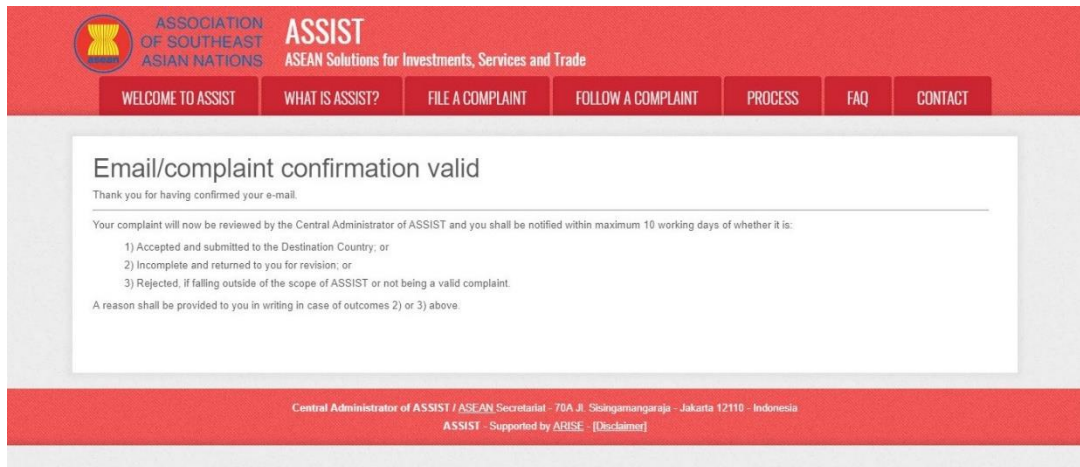 ASSOCIATION
OF SOUTHEAST
ASIAN NATIONS
asean
ASSIST
ASEAN Solutions for Investments, Services and Trade
WELCOME TO ASSIST
WHAT IS ASSIST?
FILE A COMPLAINT
FOLLOW A COMPLAINT
PROCESS
FAQ
CONTACT
Email/complaint confirmation valid
Thank you for having confirmed your e-mail.
Your complaint will now be reviewed by the Central Administrator of ASSIST and you shall be notified within maximum 10 working days of whether it is:
1) Accepted and submitted to the Destination Country; or
2) Incomplete and returned to you for revision; or
3) Rejected, if falling outside of the scope of ASSIST or not being a valid complaint.
A reason shall be provided to you in writing in case of outcomes 2) or 3) above.
Central Administrator of ASSIST / ASEAN Secretariat - 70A Jl. Sisingamangaraja - Jakarta 12110 - Indonesia
ASSIST - Supported by ARISE - [Disclaimer]